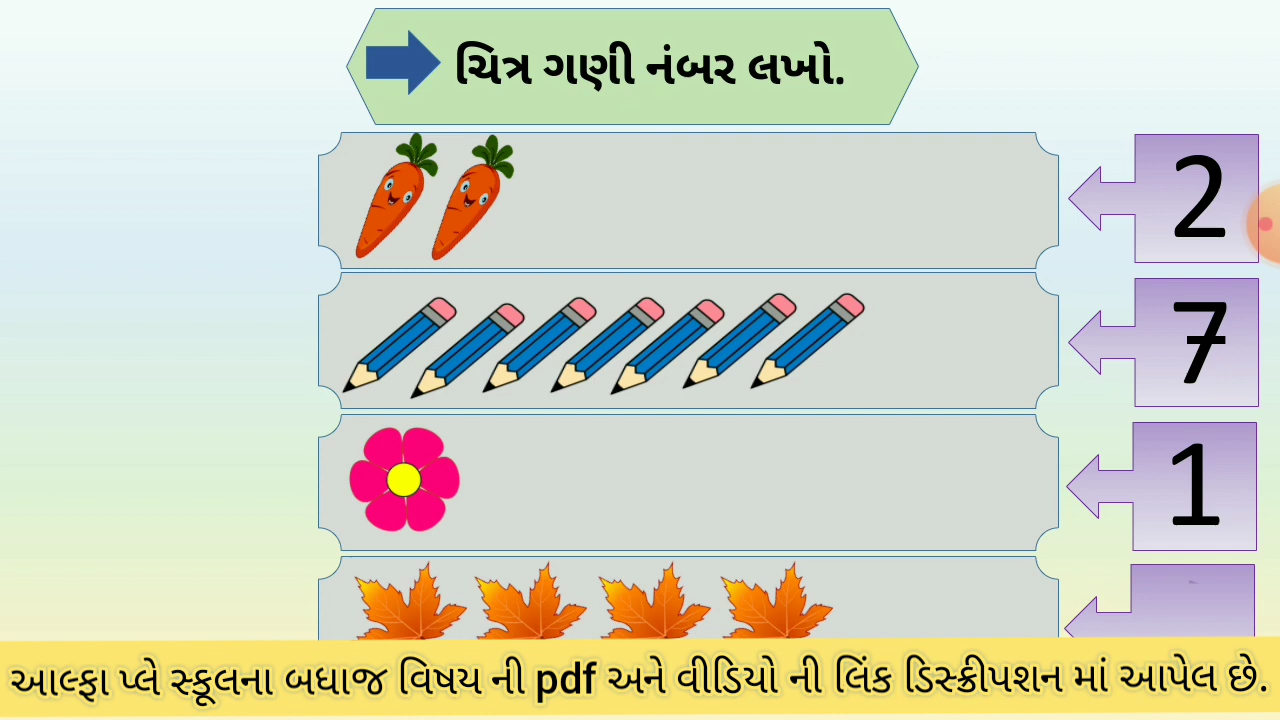 ચિત્ર ગણી નંબર લખો.
2
7
1
આલ્ફા પ્લે સ્કૂલના બધાજ વિષય ની pdf અને વીડિયો ની લિંક ડિસ્ક્રીપશન માં આપેલ છે.